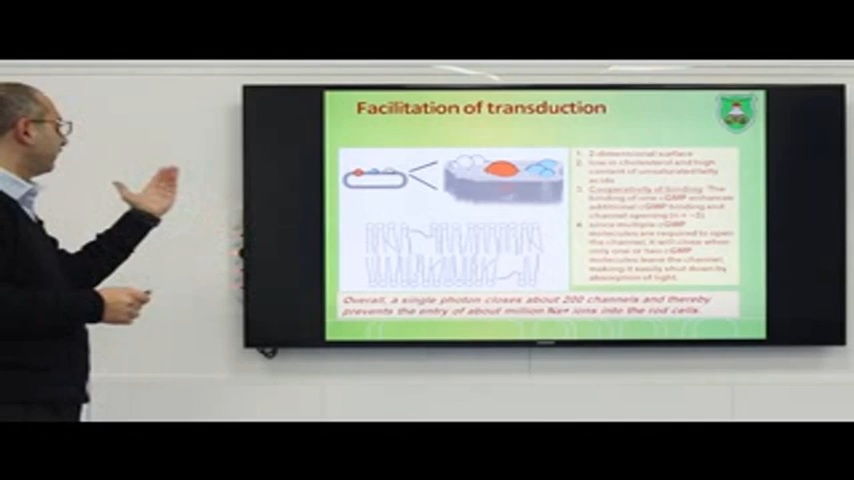 Facilitation of transduction
1. 2-dimensional surface
2. low in cholesterol and high
content of unsaturated fatty
acids
3. Cooperativity of binding. The
binding of one cGMP enhances
additional cGMP binding and
channel opening (n = ~3)
4. since multiple cGMP
molecules are required to open
the channel, it will close when
only one or two cGMP
molecules leave the channel,
making it easily shut down by
absorption of light.
Overall, a single photon closes about 200 channels and thereby
prevents the entry of about million Na+ ions into the rod cells.